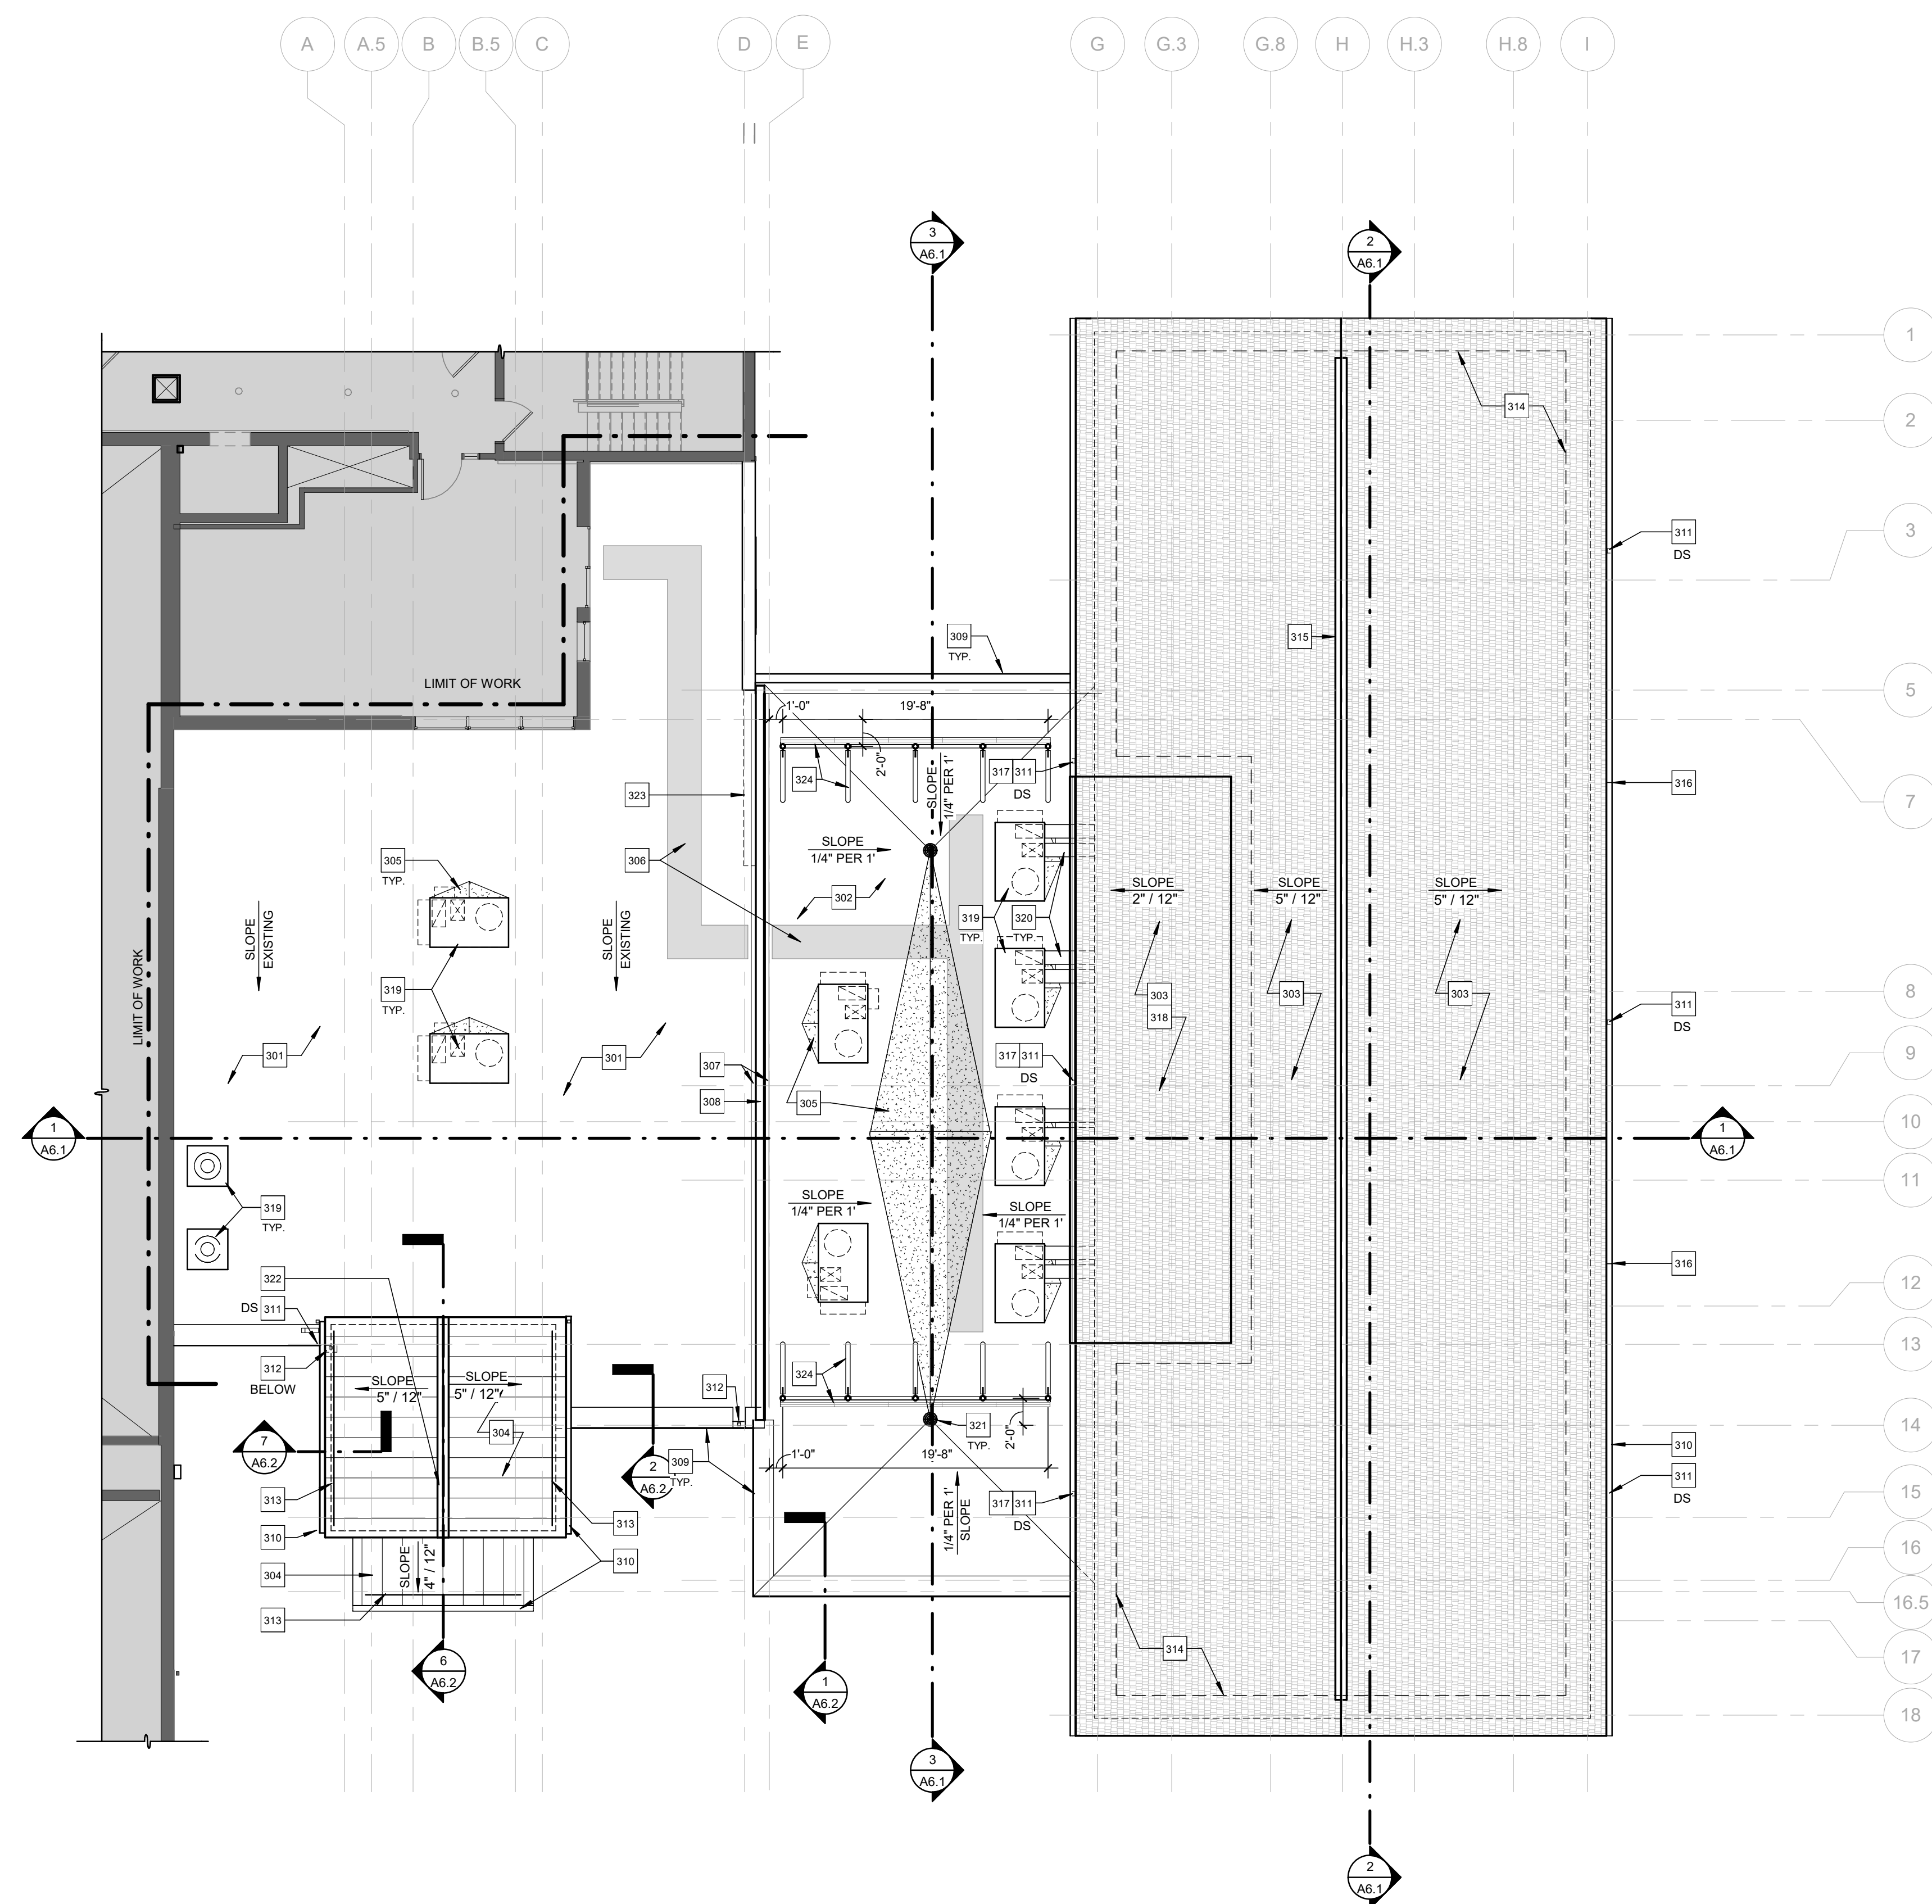 A
A.5
B
B.5
C
D
E
G
G.3
G.8
H
H.3
H.8
I
3
A6.1
2
A6.1
1
2
3
5
7
8
9
10
11
12
13
14
15
16
16.5
17
18
314
311
DS
309
TYP.
315
LIMIT OF WORK
1'-0"
19'-8"
2'-0"
324
SLOPE
1/4" PER 1'
317 311
DS
323
316
SLOPE
1/4" PER 1'
305
TYP.
306
302
SLOPE
2" / 12"
SLOPE
5" / 12"
SLOPE
5" / 12"
319
TYP.
320
TYP.
SLOPE
EXISTING
SLOPE
EXISTING
LIMIT OF WORK
319
TYP.
303
318
303
303
311
DS
301
301
307
308
305
317 311
DS
1
A6.1
1
A6.1
319
TYP.
SLOPE
1/4" PER 1'
SLOPE
1/4" PER 1'
316
322
DS 311
312
BELOW
SLOPE
5" / 12"
SLOPE
5" / 12"
324
312
304
321
TYP.
2'-0"
7
A6.2
2
A6.2
309
TYP.
1'-0"
19'-8"
310
311
DS
313
317 311
DS
1/4" PER 1'
SLOPE
310
313
310
304
SLOPE
4" / 12"
313
314
6
A6.2
1
A6.2
3
A6.1
2
A6.1